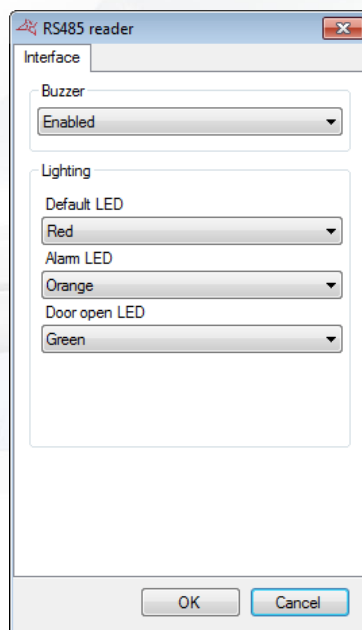 RS485 reader
Interface
Buzzer
Enabled
Lighting
Default LED
Red
Alarm LED
Orange
Door open LED
Green
OK Cancel